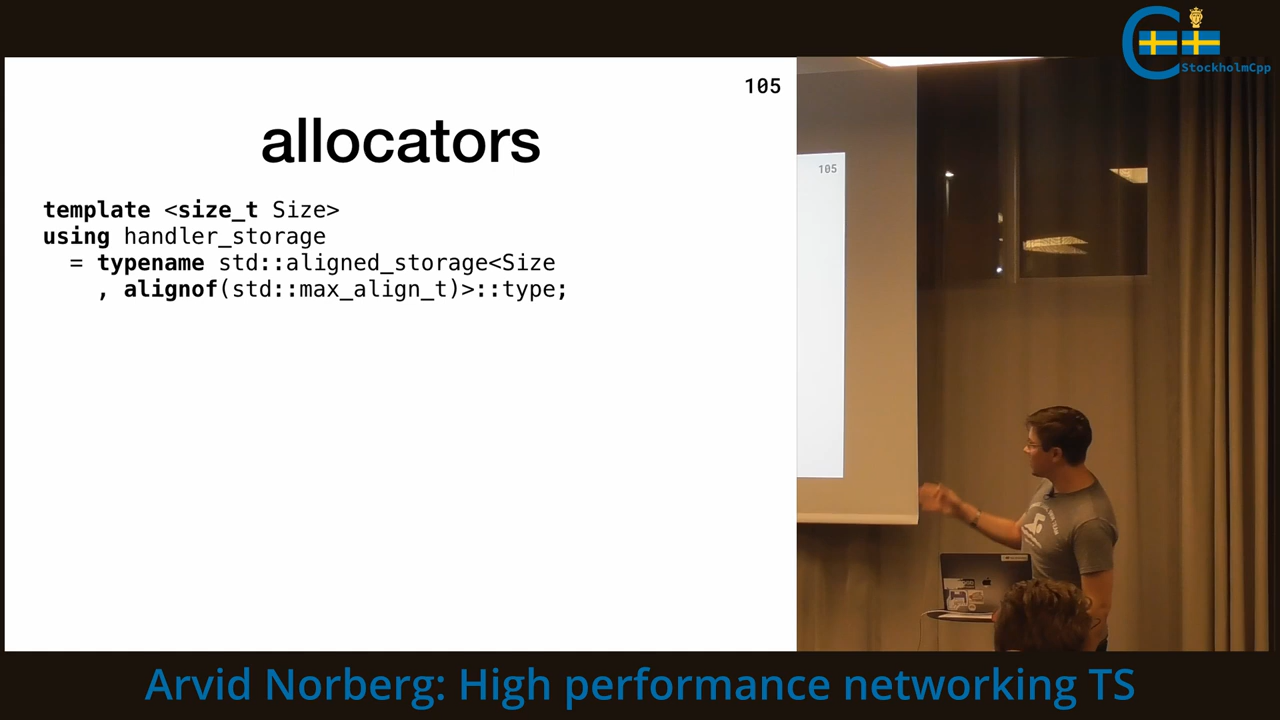 StockholmCpp
105
allocators
template <size_t Size>
using handler_storage
= typename std::aligned_storage<Size
, alignof(std::max_align_t)>::type;
105
Arvid Norberg: High performance networking TS